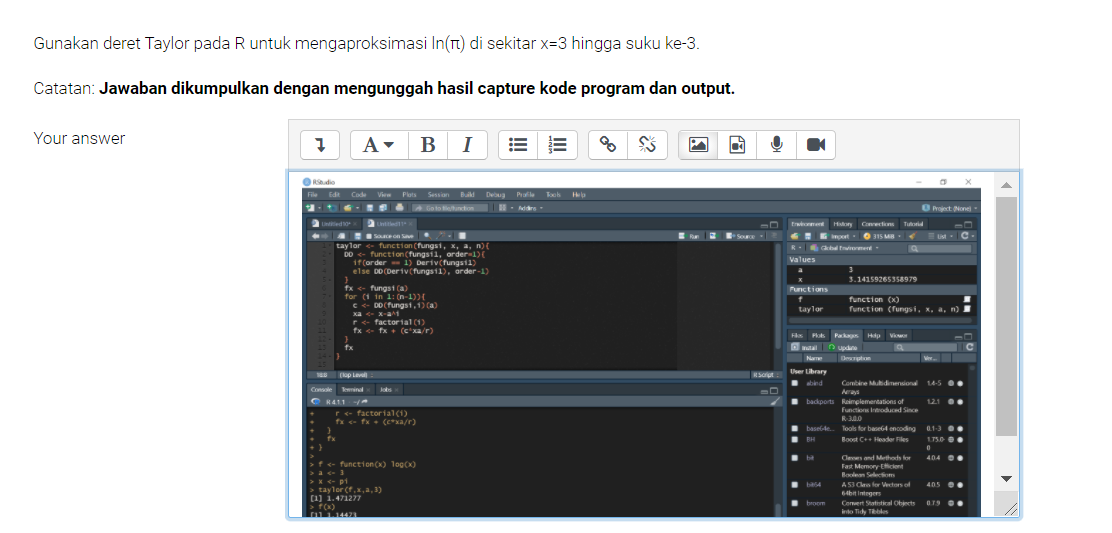 Gunakan deret Taylor pada R untuk mengaproksimasi ln(π) di sekitar x=3 hingga suku ke-3.
Catatan: Jawaban dikumpulkan dengan mengunggah hasil capture kode program dan output.
Your answer
RStudio
File Edit Code View Plots Session Build Debug Profile Tools Help
Go to file/function Addins
Project: (None)
Untitled10* Untitled11*
Source on Save Run Source
taylor <- function(fungsi, x, a, n){
DD <- function(fungsi1, order=1){
if(order == 1) Deriv(fungsi1)
else DD(Deriv(fungsi1), order-1)
}
fx <- fungsi(a)
for (i in 1:(n-1)){
c <- DD(fungsi,i)(a)
xa <- x-a^i
r <- factorial(i)
fx <- fx + (c*xa/r)
}
fx
}
(Top Level) R Script
Console Terminal Jobs
R 4.1.1 · ~/
+ r <- factorial(i)
+ fx <- fx + (c*xa/r)
+ }
+ fx
+ }
>
> f <- function(x) log(x)
> a <- 3
> x <- pi
> taylor(f,x,a,3)
[1] 1.471277
> f(x)
[1] 1.14473
Environment History Connections Tutorial
Import 315 MiB List
R Global Environment
Values
a 3
x 3.14159265358979
Functions
f function (x)
taylor function (fungsi, x, a, n)
Files Plots Packages Help Viewer
Install Update
Name Description Ver...
User Library
abind Combine Multidimensional Arrays 1.4-5
backports Reimplementations of Functions Introduced Since R-3.0.0 1.2.1
base64e... Tools for base64 encoding 0.1-3
BH Boost C++ Header Files 1.75.0-0
bit Classes and Methods for Fast Memory-Efficient Boolean Selections 4.0.4
bit64 A S3 Class for Vectors of 64bit Integers 4.0.5
broom Convert Statistical Objects into Tidy Tibbles 0.7.9